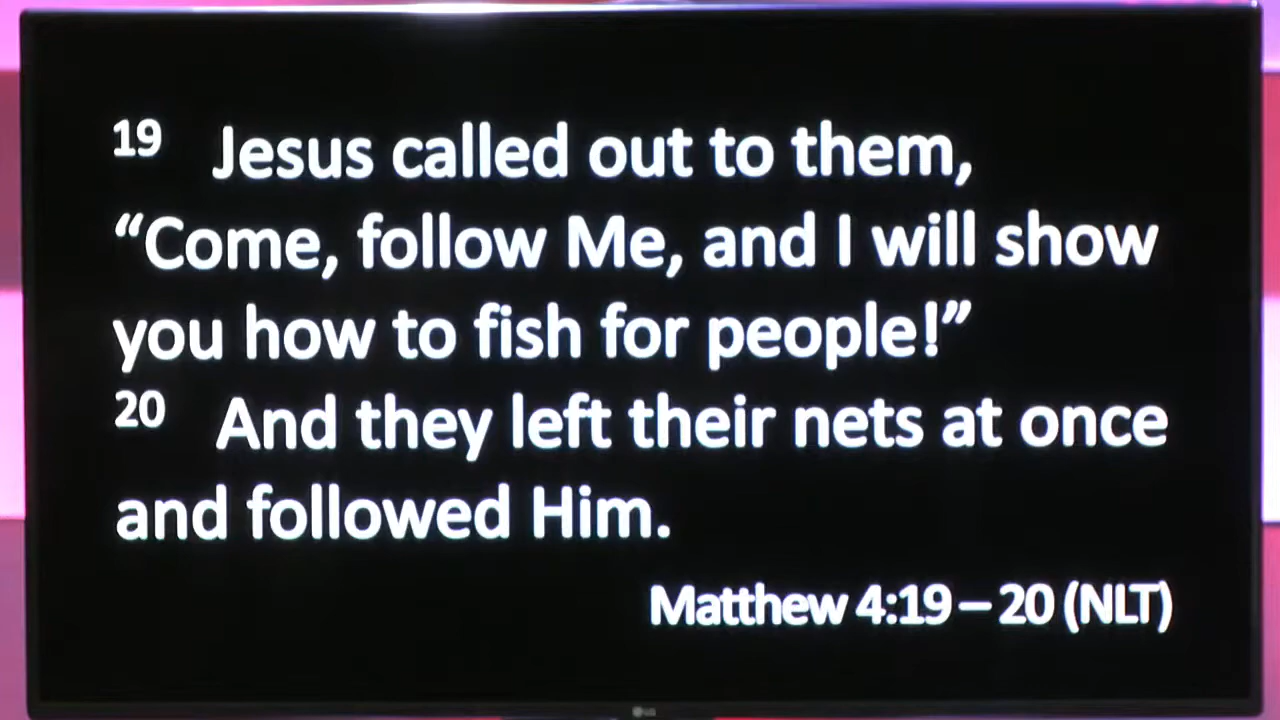 19 Jesus called out to them,
“Come, follow Me, and I will show
you how to fish for people!”
20 And they left their nets at once
and followed Him.
Matthew 4:19 – 20 (NLT)
LG